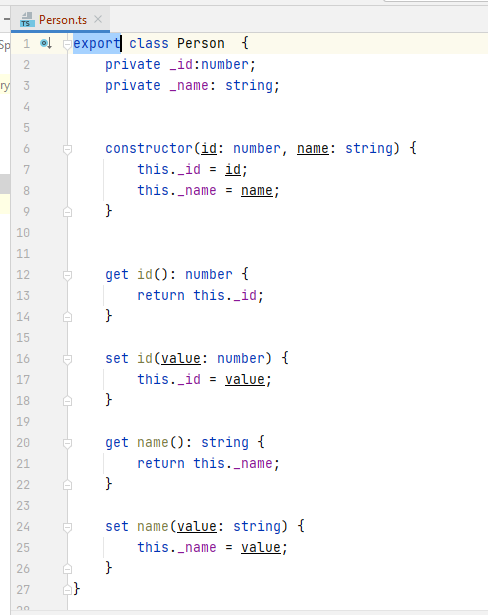 Person.ts
Sp
ry
1 export class Person  {
2     private _id:number;
3     private _name: string;
4
5
6     constructor(id: number, name: string) {
7         this._id = id;
8         this._name = name;
9     }
10
11
12     get id(): number {
13         return this._id;
14     }
15
16     set id(value: number) {
17         this._id = value;
18     }
19
20     get name(): string {
21         return this._name;
22     }
23
24     set name(value: string) {
25         this._name = value;
26     }
27 }
28